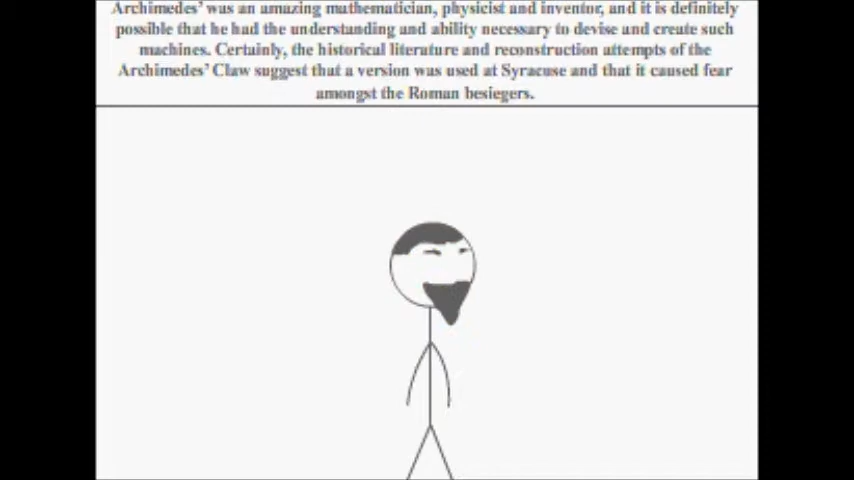 Archimedes' was an amazing mathematician, physicist and inventor, and it is definitely
possible that he had the understanding and ability necessary to devise and create such
machines. Certainly, the historical literature and reconstruction attempts of the
Archimedes' Claw suggest that a version was used at Syracuse and that it caused fear
amongst the Roman besiegers.